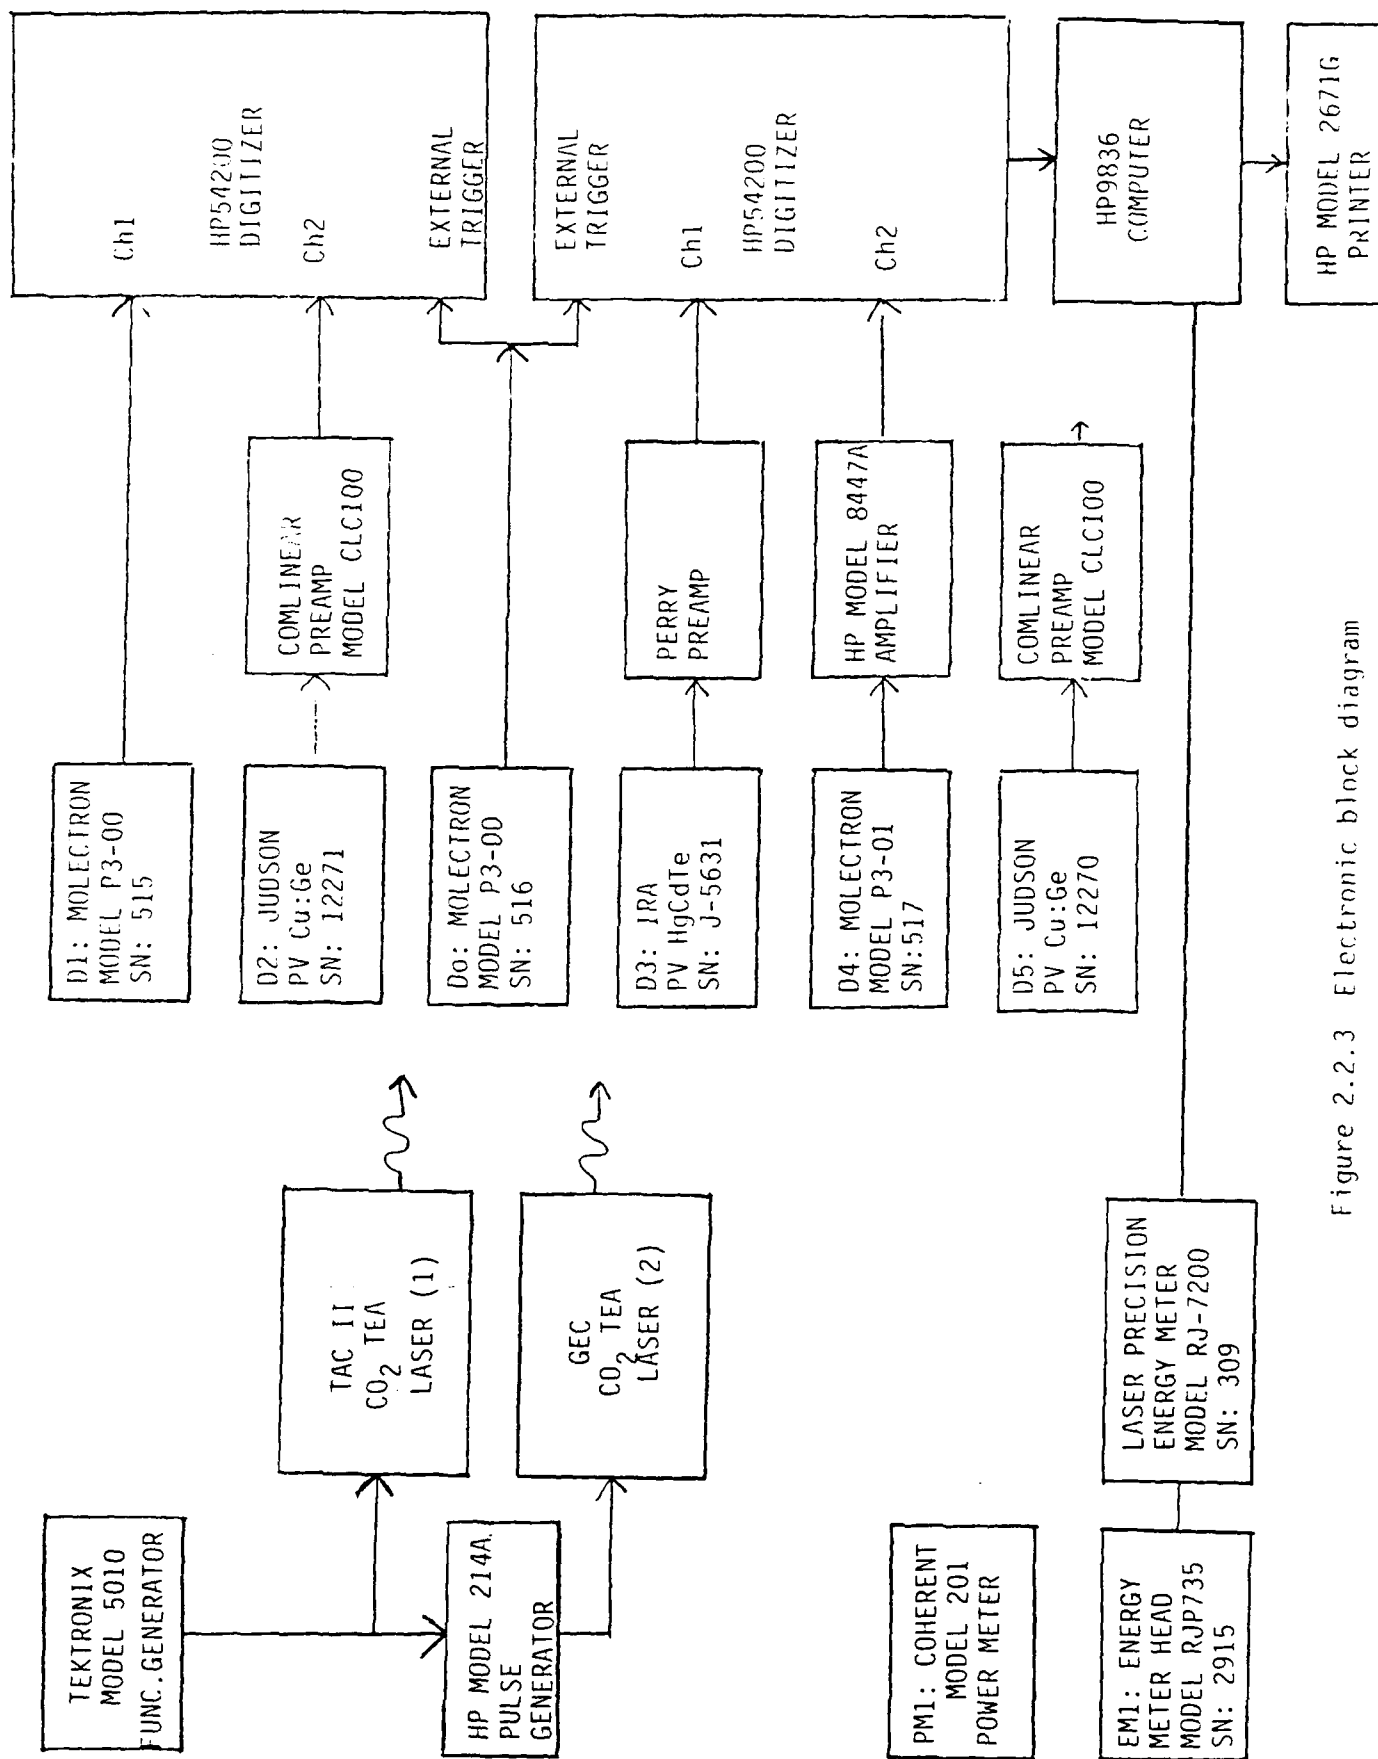 TEKTRONIX
MODEL 5010
FUNC.GENERATOR
HP MODEL 214A
PULSE
GENERATOR
TAC II
CO2 TEA
LASER (1)
GEC
CO2 TEA
LASER (2)
PM1: COHERENT
MODEL 201
POWER METER
EM1: ENERGY
METER HEAD
MODEL RJP735
SN: 2915
LASER PRECISION
ENERGY METER
MODEL RJ-7200
SN: 309
D1: MOLECTRON
MODEL P3-00
SN: 515
D2: JUDSON
PV Cu:Ge
SN: 12271
Do: MOLECTRON
MODEL P3-00
SN: 516
D3: IRA
PV HgCdTe
SN: J-5631
D4: MOLECTRON
MODEL P3-01
SN:517
D5: JUDSON
PV Cu:Ge
SN: 12270
COMLINEAR
PREAMP
MODEL CLC100
PERRY
PREAMP
HP MODEL 8447A
AMPLIFIER
COMLINEAR
PREAMP
MODEL CLC100
Ch1
HP54200
DIGITIZER
Ch2
EXTERNAL
TRIGGER
EXTERNAL
TRIGGER
Ch1
HP54200
DIGITIZER
Ch2
HP9836
COMPUTER
HP MODEL 2671G
PRINTER
Figure 2.2.3 Electronic block diagram